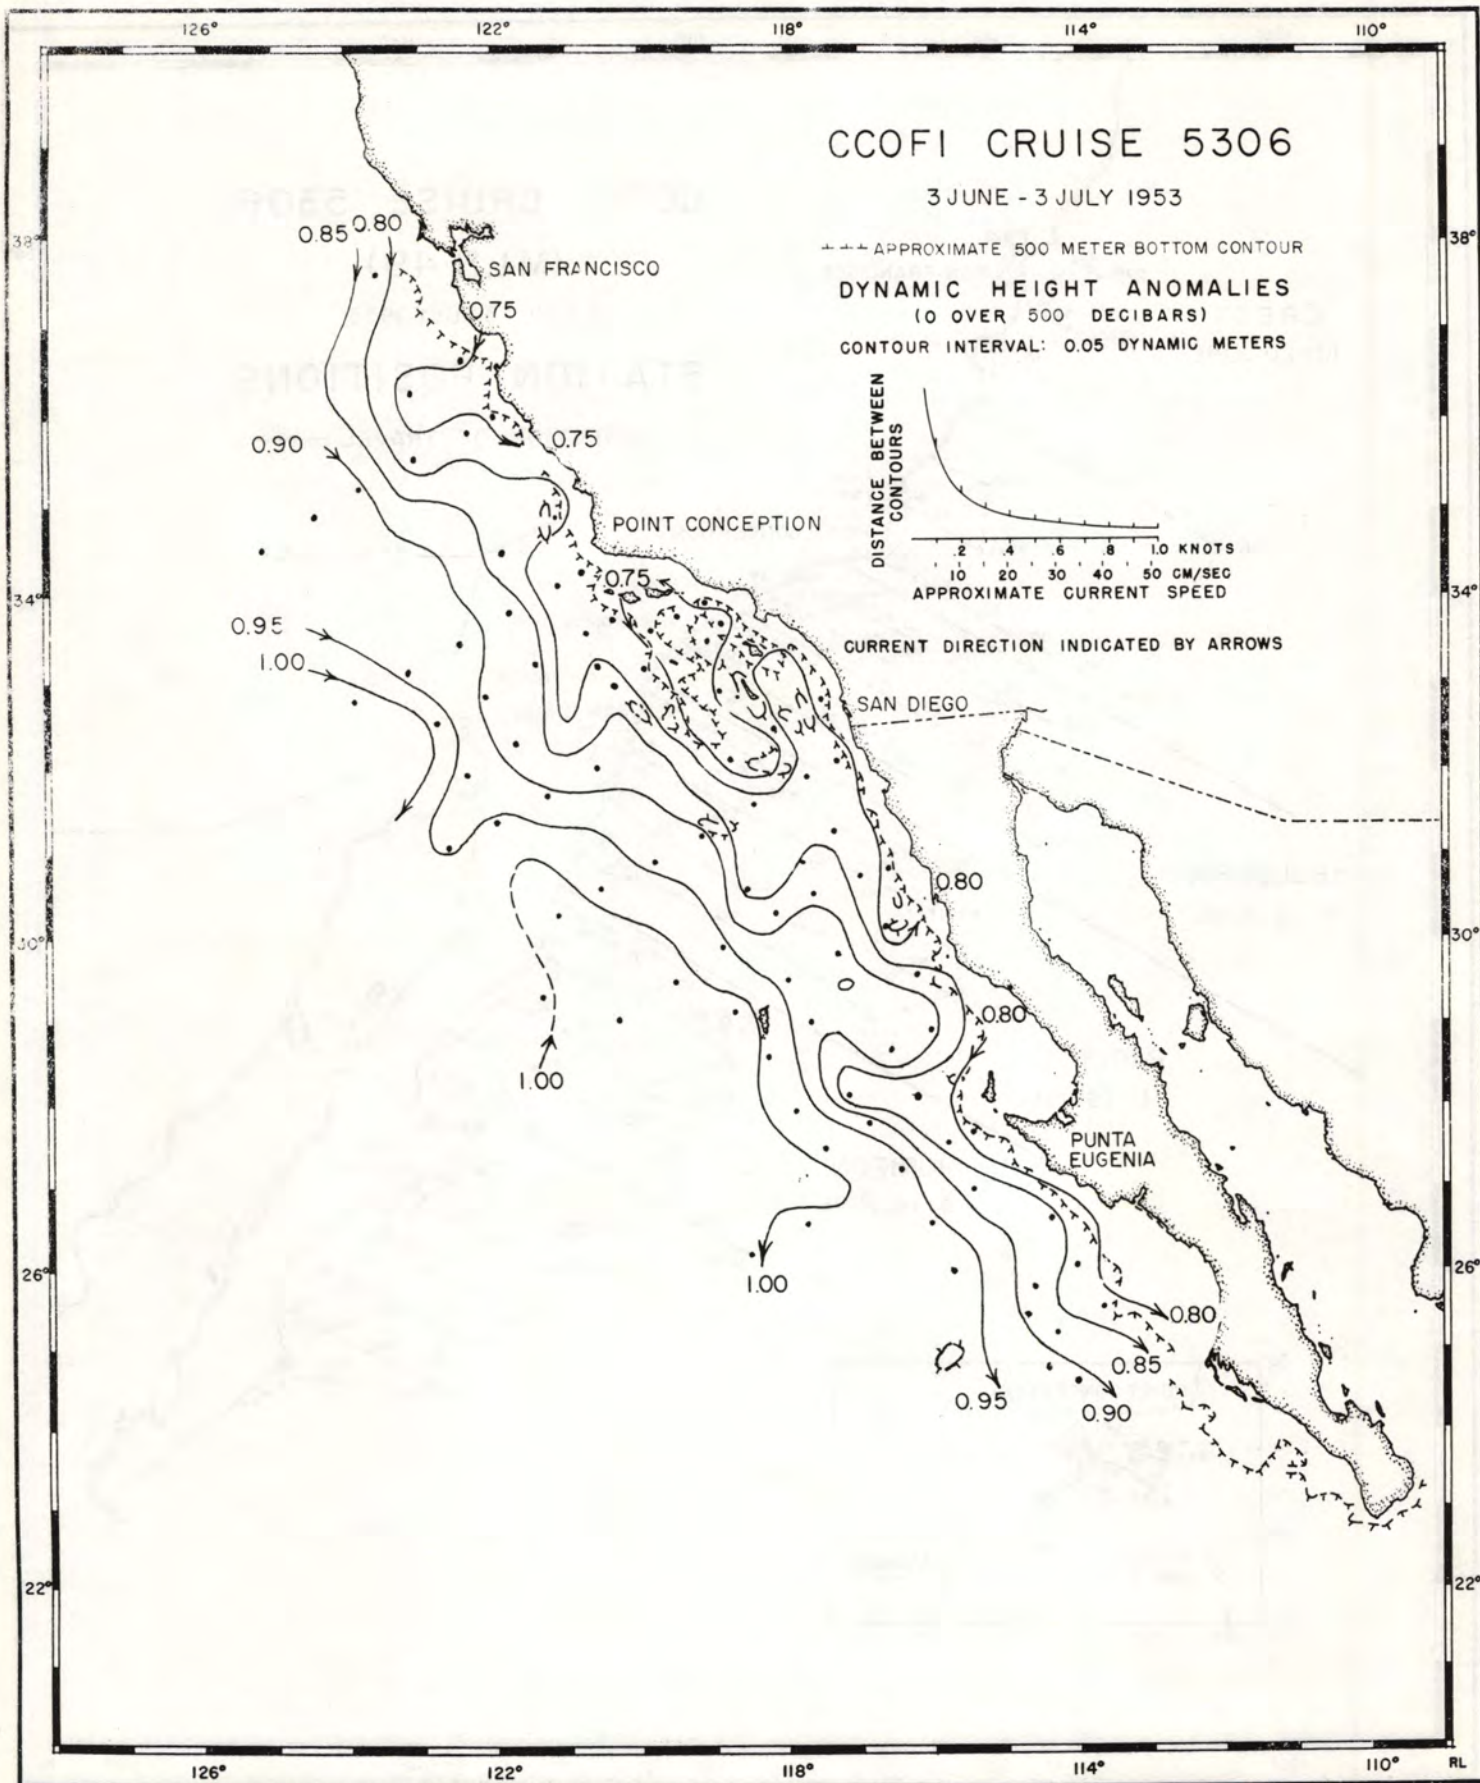 126° 122° 118° 114° 110°
CCOFI CRUISE 5306
3 JUNE - 3 JULY 1953
APPROXIMATE 500 METER BOTTOM CONTOUR
DYNAMIC HEIGHT ANOMALIES
(0 OVER 500 DECIBARS)
CONTOUR INTERVAL: 0.05 DYNAMIC METERS
DISTANCE BETWEEN
CONTOURS
.2 .4 .6 .8 1.0 KNOTS
10 20 30 40 50 CM/SEC
APPROXIMATE CURRENT SPEED
CURRENT DIRECTION INDICATED BY ARROWS
38° 38°
0.85 0.80
SAN FRANCISCO
0.75
0.75
0.90
POINT CONCEPTION
0.75
34° 34°
0.95
1.00
SAN DIEGO
0.80
30° 30°
0.80
1.00
PUNTA
EUGENIA
26° 26°
1.00
0.80
0.85
0.95
0.90
22° 22°
126° 122° 118° 114° 110°
RL